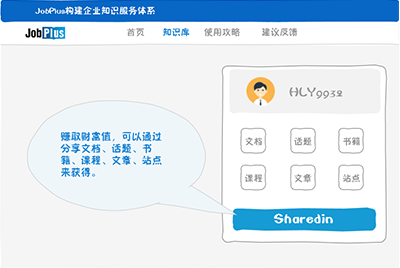 JobPlus构建企业知识服务体系
JobPlus 首页 知识库 使用攻略 建议反馈
HLY9932
赚取财富值，可以通过
分享文档、话题、书
籍、课程、文章、站点
来获得。
文档 话题 书籍
课程 文章 站点
Sharedin